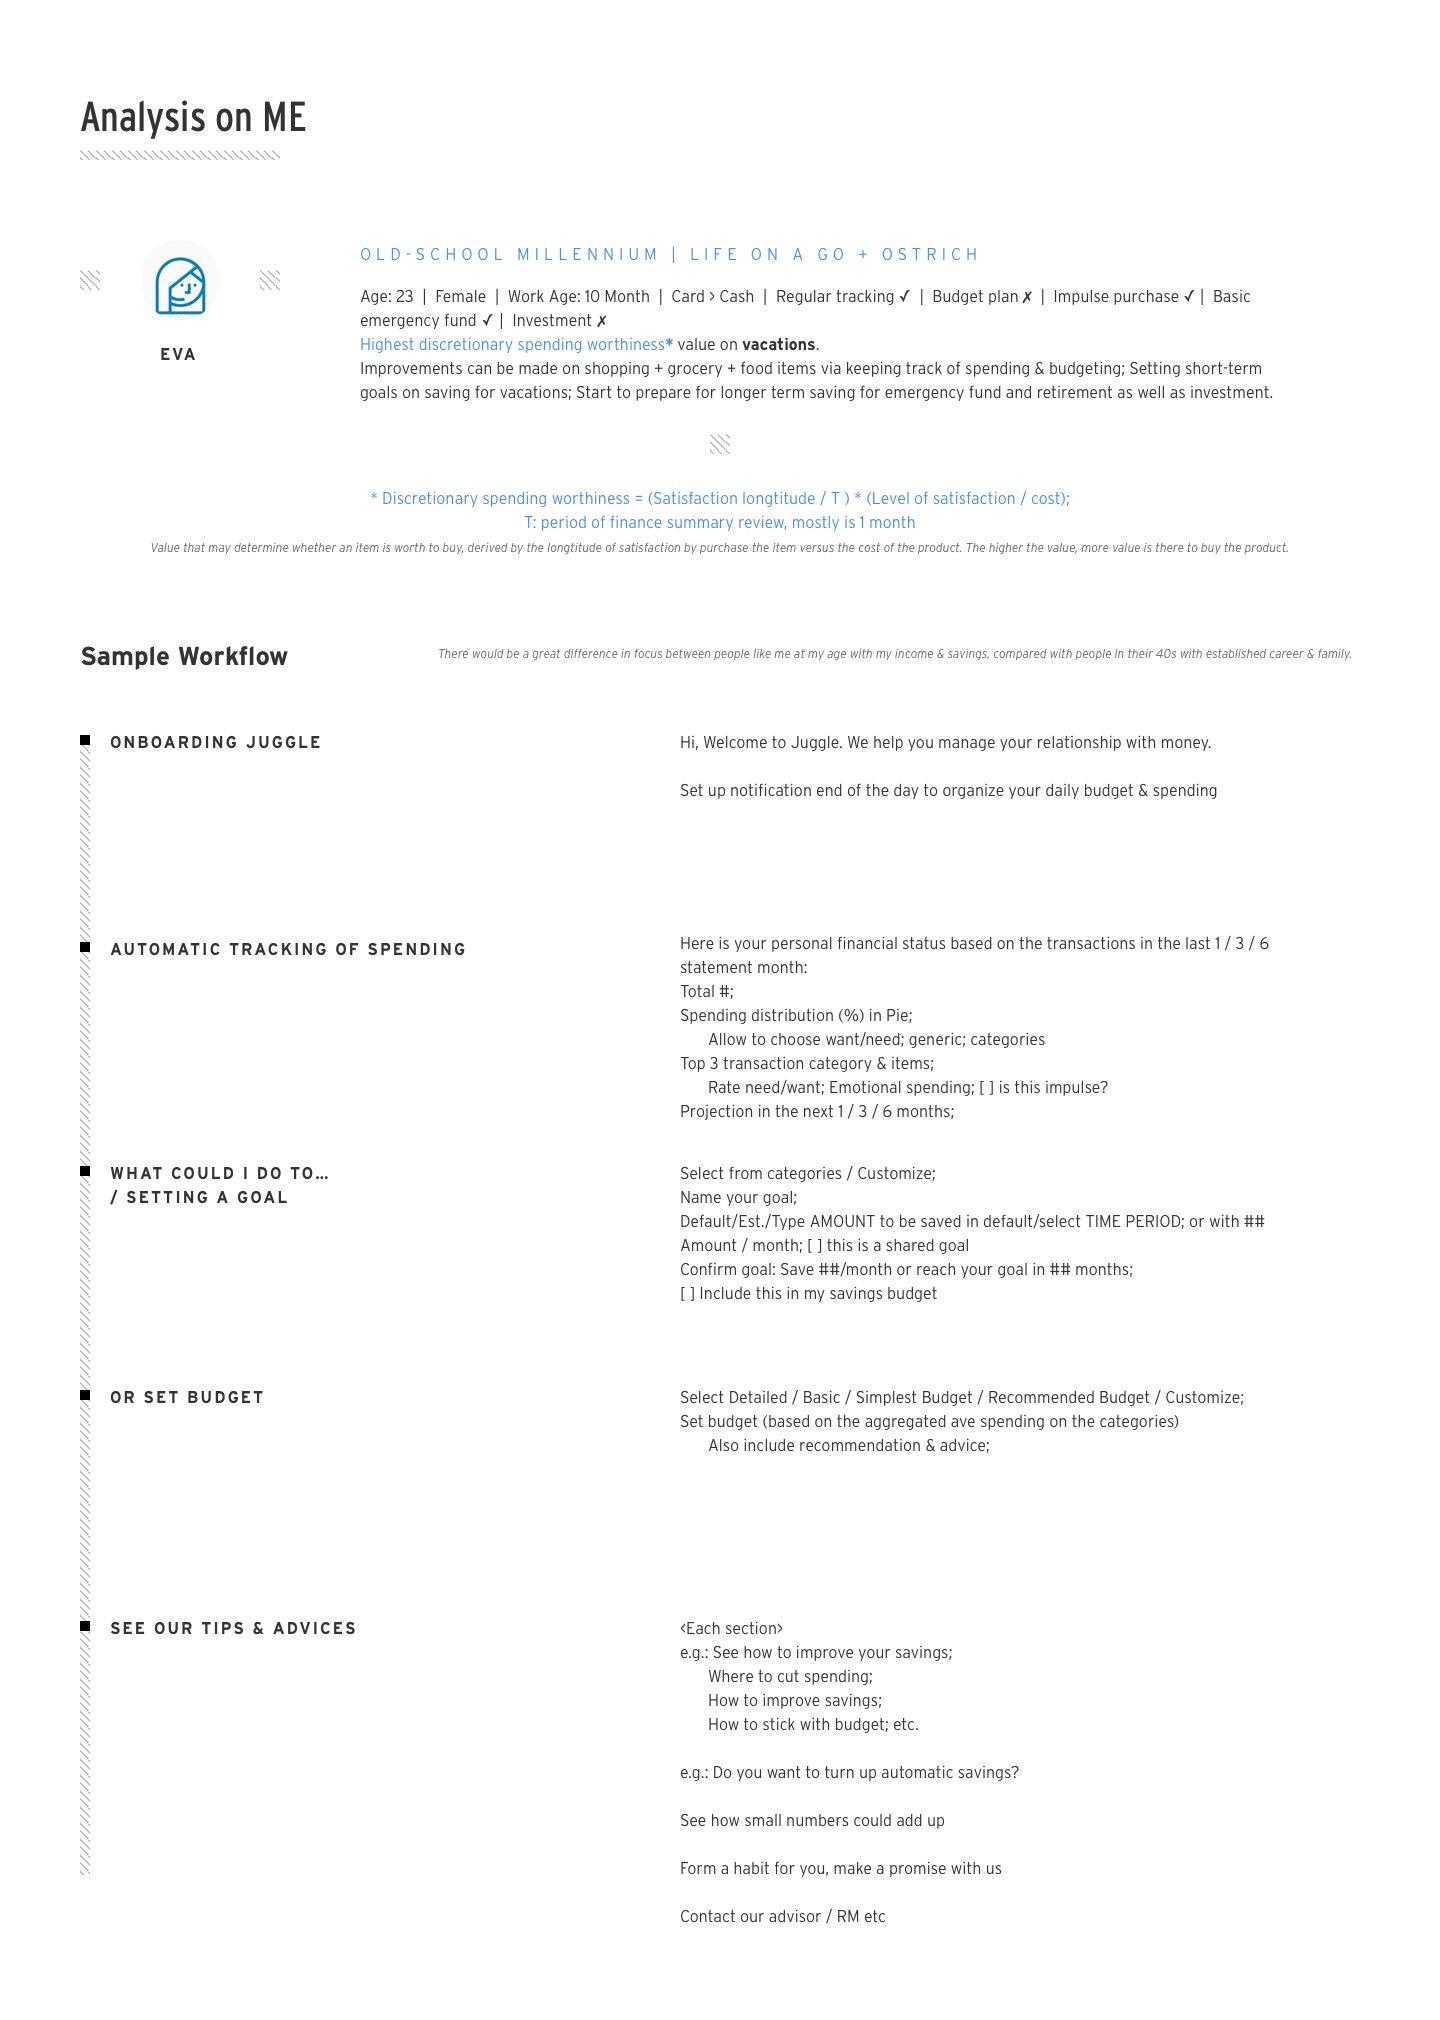 Analysis on ME
OLD-SCHOOL MILLENNIUM | LIFE ON A GO + OSTRICH
Age: 23 | Female | Work Age: 10 Month | Card > Cash | Regular tracking ✓ | Budget plan ✗ | Impulse purchase ✓ | Basic
emergency fund ✓ | Investment ✗
EVA
Highest discretionary spending worthiness* value on vacations.
Improvements can be made on shopping + grocery + food items via keeping track of spending & budgeting; Setting short-term
goals on saving for vacations; Start to prepare for longer term saving for emergency fund and retirement as well as investment.
* Discretionary spending worthiness = (Satisfaction longtitude / T ) * (Level of satisfaction / cost);
T: period of finance summary review, mostly is 1 month
Value that may determine whether an item is worth to buy, derived by the longtitude of satisfaction by purchase the item versus the cost of the product. The higher the value, more value is there to buy the product.
Sample Workflow
There would be a great difference in focus between people like me at my age with my income & savings, compared with people in their 40s with established career & family.
ONBOARDING JUGGLE
Hi, Welcome to Juggle. We help you manage your relationship with money.
Set up notification end of the day to organize your daily budget & spending
AUTOMATIC TRACKING OF SPENDING
Here is your personal financial status based on the transactions in the last 1 / 3 / 6
statement month:
Total #;
Spending distribution (%) in Pie;
Allow to choose want/need; generic; categories
Top 3 transaction category & items;
Rate need/want; Emotional spending; [ ] is this impulse?
Projection in the next 1 / 3 / 6 months;
WHAT COULD I DO TO...
/ SETTING A GOAL
Select from categories / Customize;
Name your goal;
Default/Est./Type AMOUNT to be saved in default/select TIME PERIOD; or with ##
Amount / month; [ ] this is a shared goal
Confirm goal: Save ##/month or reach your goal in ## months;
[ ] Include this in my savings budget
OR SET BUDGET
Select Detailed / Basic / Simplest Budget / Recommended Budget / Customize;
Set budget (based on the aggregated ave spending on the categories)
Also include recommendation & advice;
SEE OUR TIPS & ADVICES
<Each section>
e.g.: See how to improve your savings;
Where to cut spending;
How to improve savings;
How to stick with budget; etc.
e.g.: Do you want to turn up automatic savings?
See how small numbers could add up
Form a habit for you, make a promise with us
Contact our advisor / RM etc